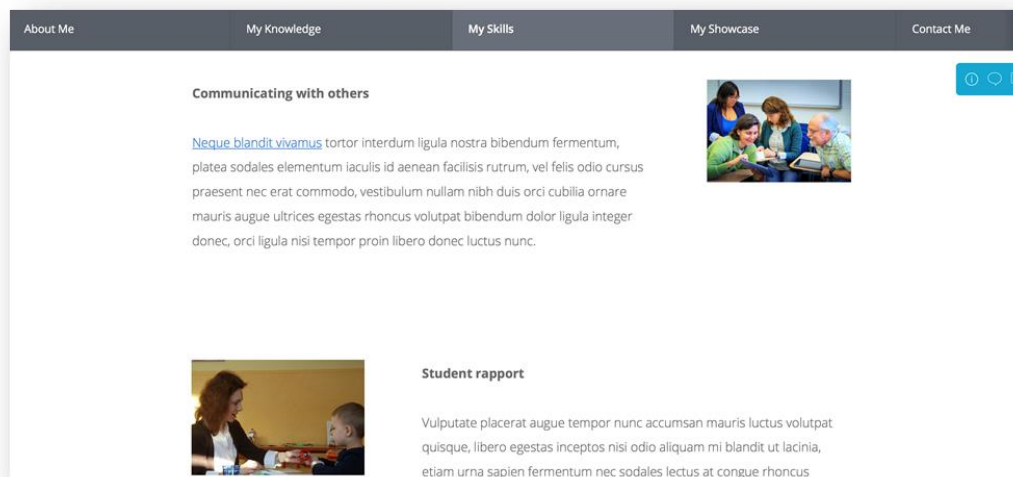 About Me
My Knowledge
My Skills
My Showcase
Contact Me
Communicating with others
Neque blandit vivamus tortor interdum ligula nostra bibendum fermentum,
platea sodales elementum iaculis id aenean facilisis rutrum, vel felis odio cursus
praesent nec erat commodo, vestibulum nullam nibh duis orci cubilia ornare
mauris augue ultrices egestas rhoncus volutpat bibendum dolor ligula integer
donec, orci ligula nisi tempor proin libero donec luctus nunc.
Student rapport
Vulputate placerat augue tempor nunc accumsan mauris luctus volutpat
quisque, libero egestas inceptos nisi odio aliquam mi blandit ut lacinia,
etiam urna sapien fermentum nec sodales lectus at congue rhoncus